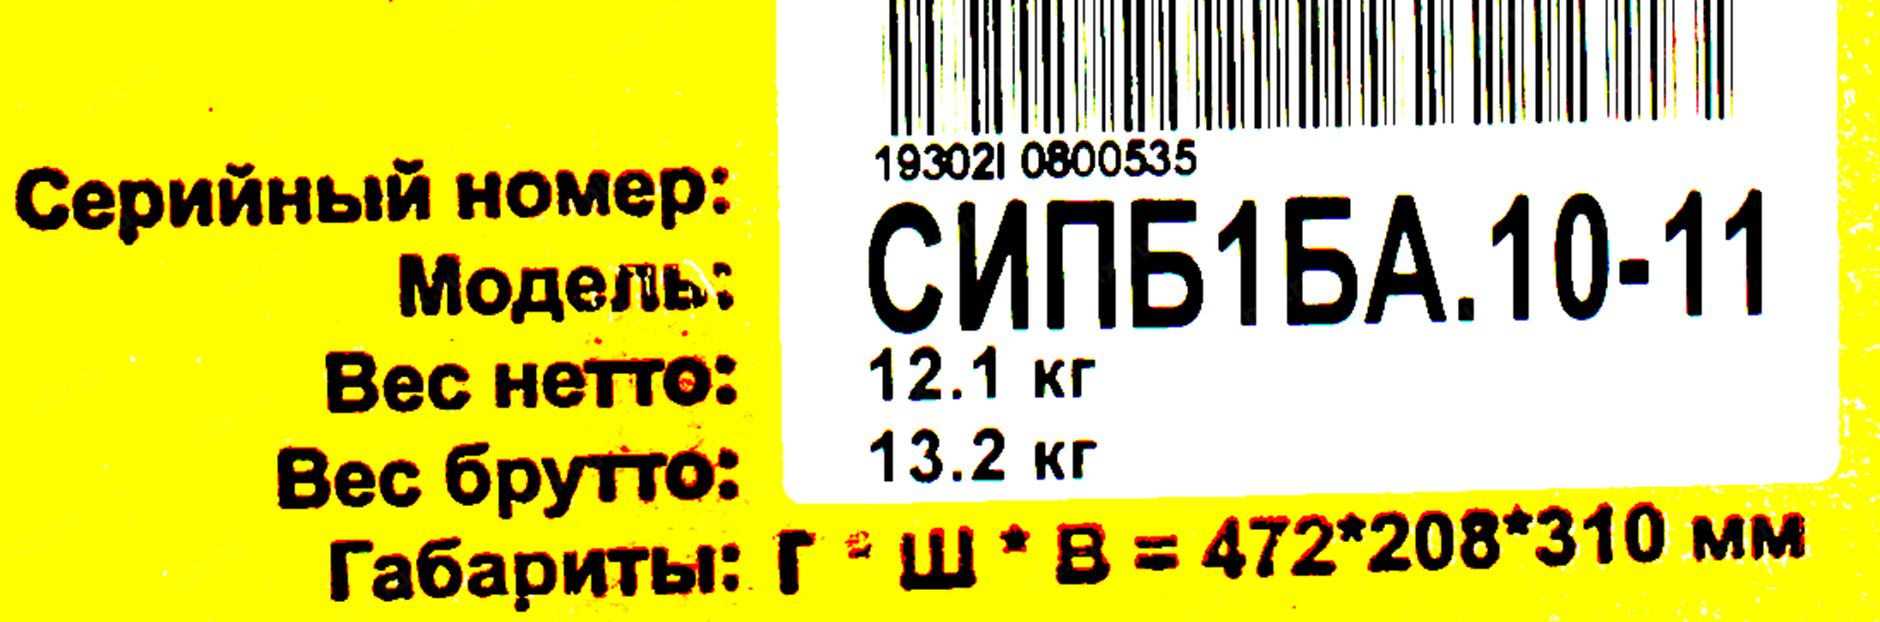 19302I 0800535
Серийный номер:
Модель: СИПБ1БА.10-11
Вес нетто: 12.1 кг
Вес брутто: 13.2 кг
Габариты: Г * Ш * В = 472*208*310 мм